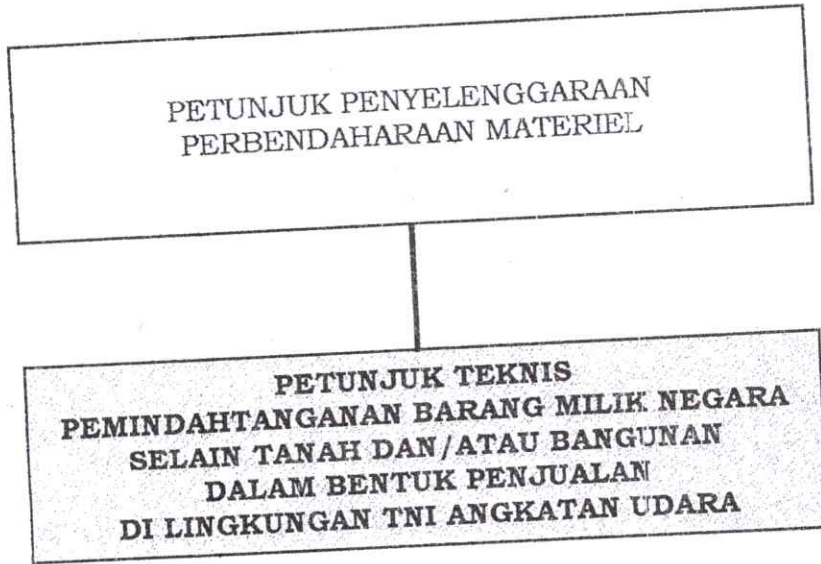 PETUNJUK PENYELENGGARAAN
PERBENDAHARAAN MATERIEL
PETUNJUK TEKNIS
PEMINDAHTANGANAN BARANG MILIK NEGARA
SELAIN TANAH DAN/ATAU BANGUNAN
DALAM BENTUK PENJUALAN
DI LINGKUNGAN TNI ANGKATAN UDARA